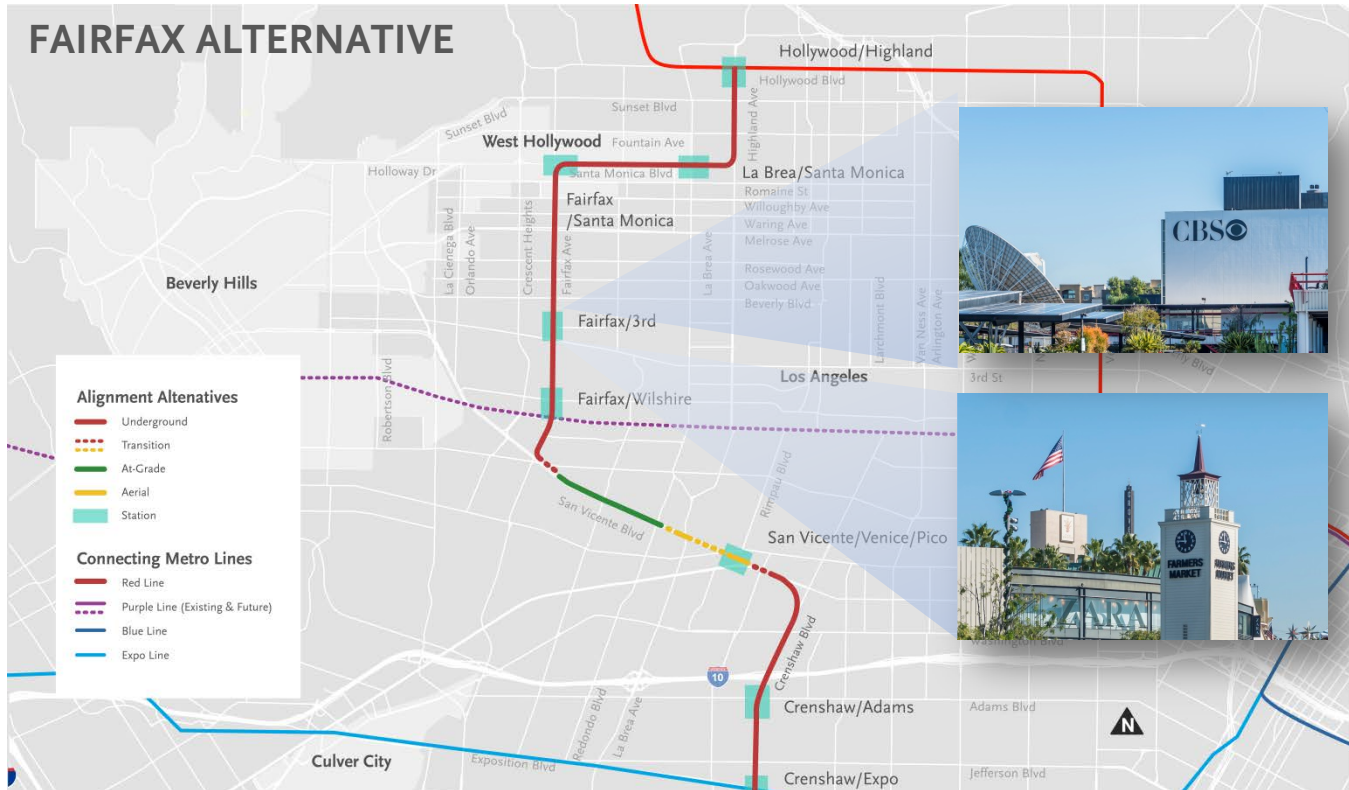 FAIRFAX ALTERNATIVE
Hollywood/Highland
Hollywood Blvd
Sunset Blvd
Sunset Blvd
Highland Ave
West Hollywood
Fountain Ave
Holloway Dr
Santa Monica Blvd
La Brea/Santa Monica
Romaine St
Fairfax
/Santa Monica
Willoughby Ave
Waring Ave
Melrose Ave
La Cienega Blvd
Orlando Ave
Crescent Heights
Fairfax Ave
La Brea Ave
Rosewood Ave
Oakwood Ave
Beverly Blvd
Larchmont Blvd
Van Ness Ave
Arlington Ave
CBS
Beverly Hills
Fairfax/3rd
Los Angeles
3rd St
Robertson Blvd
Fairfax/Wilshire
Alignment Altenatives
Underground
Transition
At-Grade
Aerial
Station
Connecting Metro Lines
Red Line
Purple Line (Existing & Future)
Blue Line
Expo Line
San Vicente Blvd
Rimpau Blvd
San Vicente/Venice/Pico
FARMERS
MARKET
FARMERS
MARKET
ZARA
Washington Blvd
Crenshaw Blvd
10
Redondo Blvd
La Brea Ave
Crenshaw/Adams
Adams Blvd
N
Culver City
Exposition Blvd
Crenshaw/Expo
Jefferson Blvd